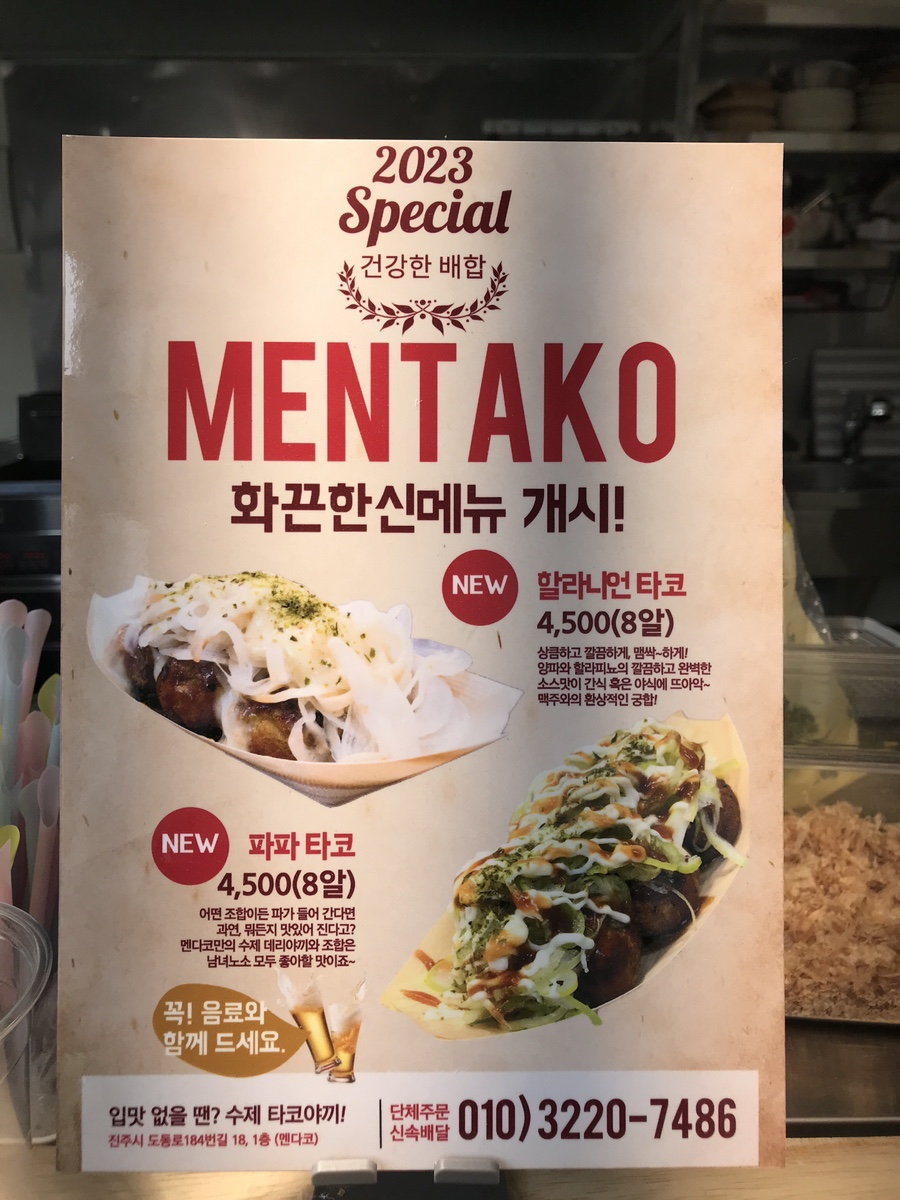 2023
Special
건강한 배합
MENTAKO
화끈한신메뉴 개시!
NEW
할라니언 타코
4,500(8알)
상큼하고 깔끔하게, 맴싹~하게!
양파와 할라피뇨의 깔끔하고 완벽한
소스맛이 간식 혹은 야식에 뜨아악~
맥주와의 환상적인 궁합!
NEW
파파 타코
4,500(8알)
어떤 조합이든 파가 들어 간다면
과연, 뭐든지 맛있어 진다고?
멘다코만의 수제 데리야끼와 조합은
남녀노소 모두 좋아할 맛이죠~
꼭! 음료와
함께 드세요.
입맛 없을 땐? 수제 타코야끼!
진주시 도동로184번길 18, 1층 (멘다코)
단체주문
신속배달
010)3220-7486